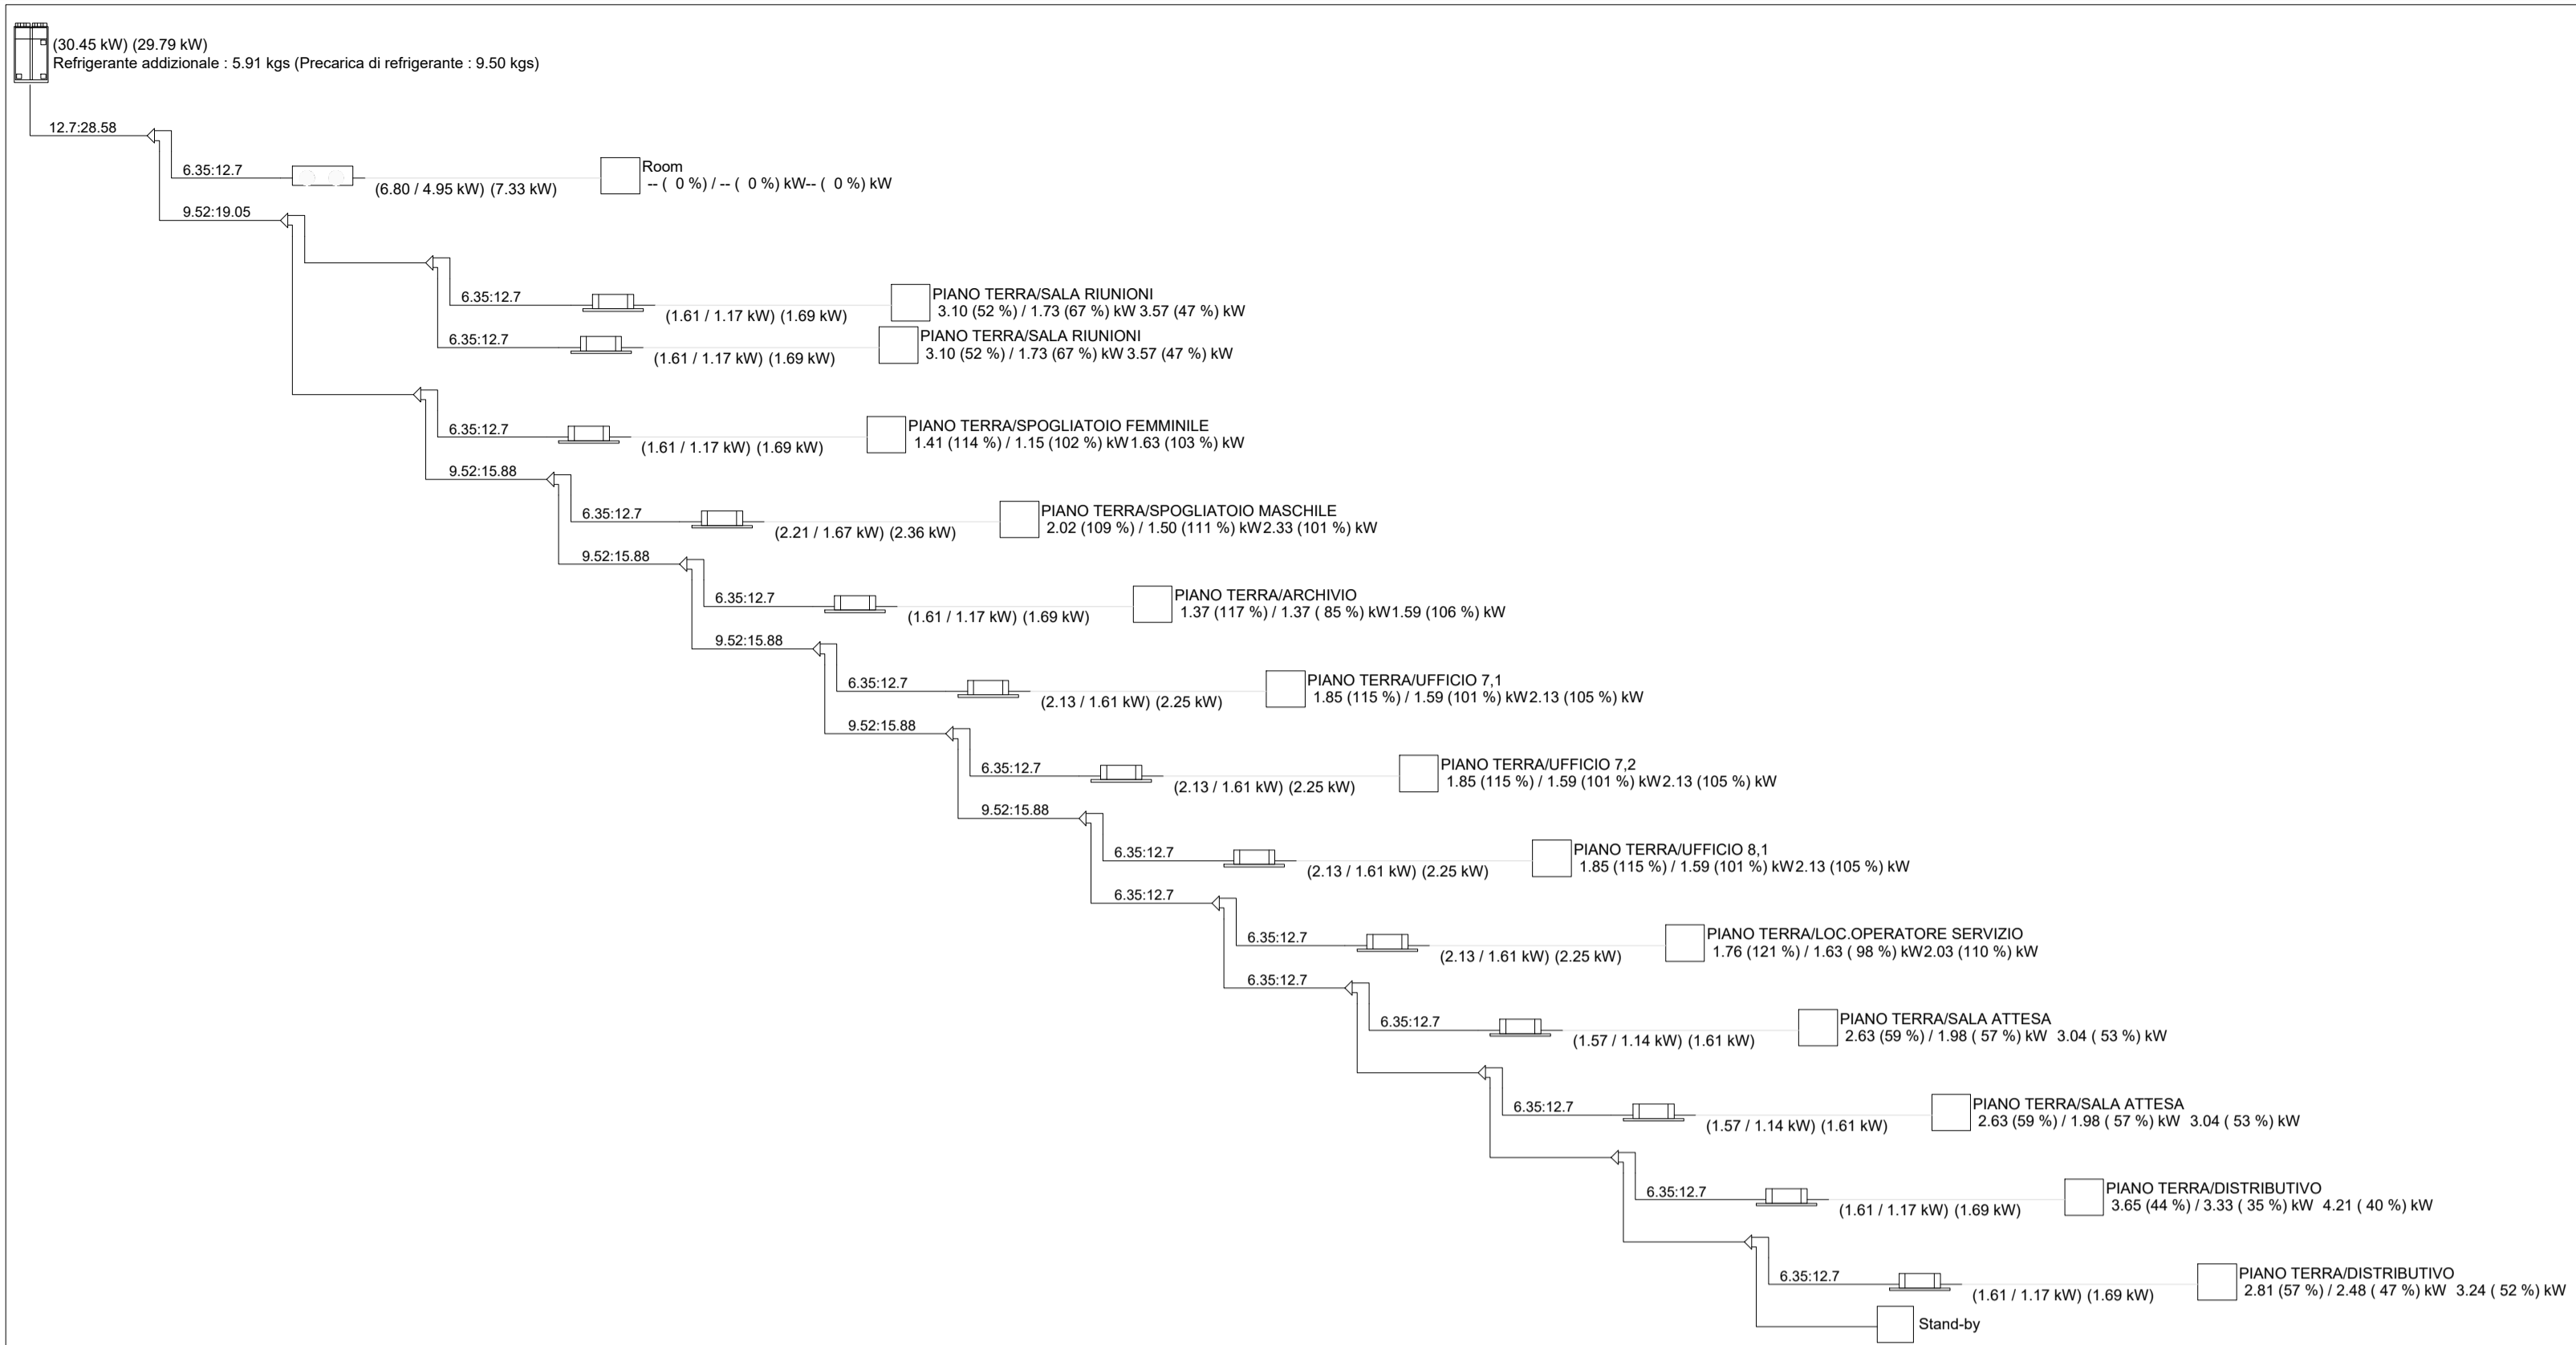 (30.45 kW) (29.79 kW)
Refrigerante addizionale : 5.91 kgs (Precarica di refrigerante : 9.50 kgs)
12.7:28.58
6.35:12.7
(6.80 / 4.95 kW) (7.33 kW)
Room
-- ( 0 %) / -- ( 0 %) kW-- ( 0 %) kW
9.52:19.05
6.35:12.7
(1.61 / 1.17 kW) (1.69 kW)
PIANO TERRA/SALA RIUNIONI
3.10 (52 %) / 1.73 (67 %) kW 3.57 (47 %) kW
6.35:12.7
(1.61 / 1.17 kW) (1.69 kW)
PIANO TERRA/SALA RIUNIONI
3.10 (52 %) / 1.73 (67 %) kW 3.57 (47 %) kW
6.35:12.7
(1.61 / 1.17 kW) (1.69 kW)
PIANO TERRA/SPOGLIATOIO FEMMINILE
1.41 (114 %) / 1.15 (102 %) kW1.63 (103 %) kW
9.52:15.88
6.35:12.7
(2.21 / 1.67 kW) (2.36 kW)
PIANO TERRA/SPOGLIATOIO MASCHILE
2.02 (109 %) / 1.50 (111 %) kW2.33 (101 %) kW
9.52:15.88
6.35:12.7
(1.61 / 1.17 kW) (1.69 kW)
PIANO TERRA/ARCHIVIO
1.37 (117 %) / 1.37 ( 85 %) kW1.59 (106 %) kW
9.52:15.88
6.35:12.7
(2.13 / 1.61 kW) (2.25 kW)
PIANO TERRA/UFFICIO 7,1
1.85 (115 %) / 1.59 (101 %) kW2.13 (105 %) kW
9.52:15.88
6.35:12.7
(2.13 / 1.61 kW) (2.25 kW)
PIANO TERRA/UFFICIO 7,2
1.85 (115 %) / 1.59 (101 %) kW2.13 (105 %) kW
9.52:15.88
6.35:12.7
(2.13 / 1.61 kW) (2.25 kW)
PIANO TERRA/UFFICIO 8,1
1.85 (115 %) / 1.59 (101 %) kW2.13 (105 %) kW
6.35:12.7
6.35:12.7
(2.13 / 1.61 kW) (2.25 kW)
PIANO TERRA/LOC.OPERATORE SERVIZIO
1.76 (121 %) / 1.63 ( 98 %) kW2.03 (110 %) kW
6.35:12.7
6.35:12.7
(1.57 / 1.14 kW) (1.61 kW)
PIANO TERRA/SALA ATTESA
2.63 (59 %) / 1.98 ( 57 %) kW 3.04 ( 53 %) kW
6.35:12.7
(1.57 / 1.14 kW) (1.61 kW)
PIANO TERRA/SALA ATTESA
2.63 (59 %) / 1.98 ( 57 %) kW 3.04 ( 53 %) kW
6.35:12.7
(1.61 / 1.17 kW) (1.69 kW)
PIANO TERRA/DISTRIBUTIVO
3.65 (44 %) / 3.33 ( 35 %) kW 4.21 ( 40 %) kW
6.35:12.7
(1.61 / 1.17 kW) (1.69 kW)
PIANO TERRA/DISTRIBUTIVO
2.81 (57 %) / 2.48 ( 47 %) kW 3.24 ( 52 %) kW
Stand-by